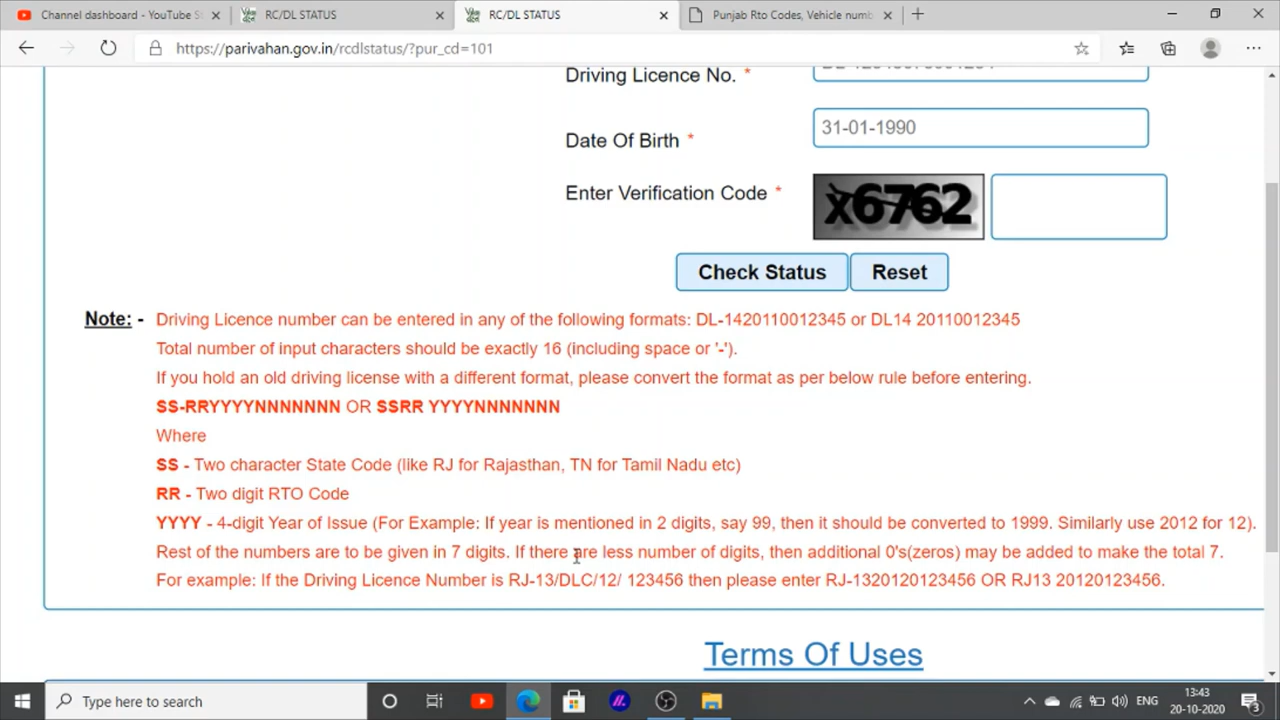 Channel dashboard - YouTube S
RC/DL STATUS
RC/DL STATUS
Punjab Rto Codes, Vehicle numb
https://parivahan.gov.in/rcdlstatus/?pur_cd=101
Driving Licence No. *
Date Of Birth *
31-01-1990
Enter Verification Code *
x6762
Check Status
Reset
Note: - Driving Licence number can be entered in any of the following formats: DL-1420110012345 or DL14 20110012345
Total number of input characters should be exactly 16 (including space or '-').
If you hold an old driving license with a different format, please convert the format as per below rule before entering.
SS-RRYYYYNNNNNNN OR SSRR YYYYNNNNNNN
Where
SS - Two character State Code (like RJ for Rajasthan, TN for Tamil Nadu etc)
RR - Two digit RTO Code
YYYY - 4-digit Year of Issue (For Example: If year is mentioned in 2 digits, say 99, then it should be converted to 1999. Similarly use 2012 for 12).
Rest of the numbers are to be given in 7 digits. If there are less number of digits, then additional 0's(zeros) may be added to make the total 7.
For example: If the Driving Licence Number is RJ-13/DLC/12/ 123456 then please enter RJ-1320120123456 OR RJ13 20120123456.
Terms Of Uses
Type here to search
ENG
13:43
20-10-2020
3